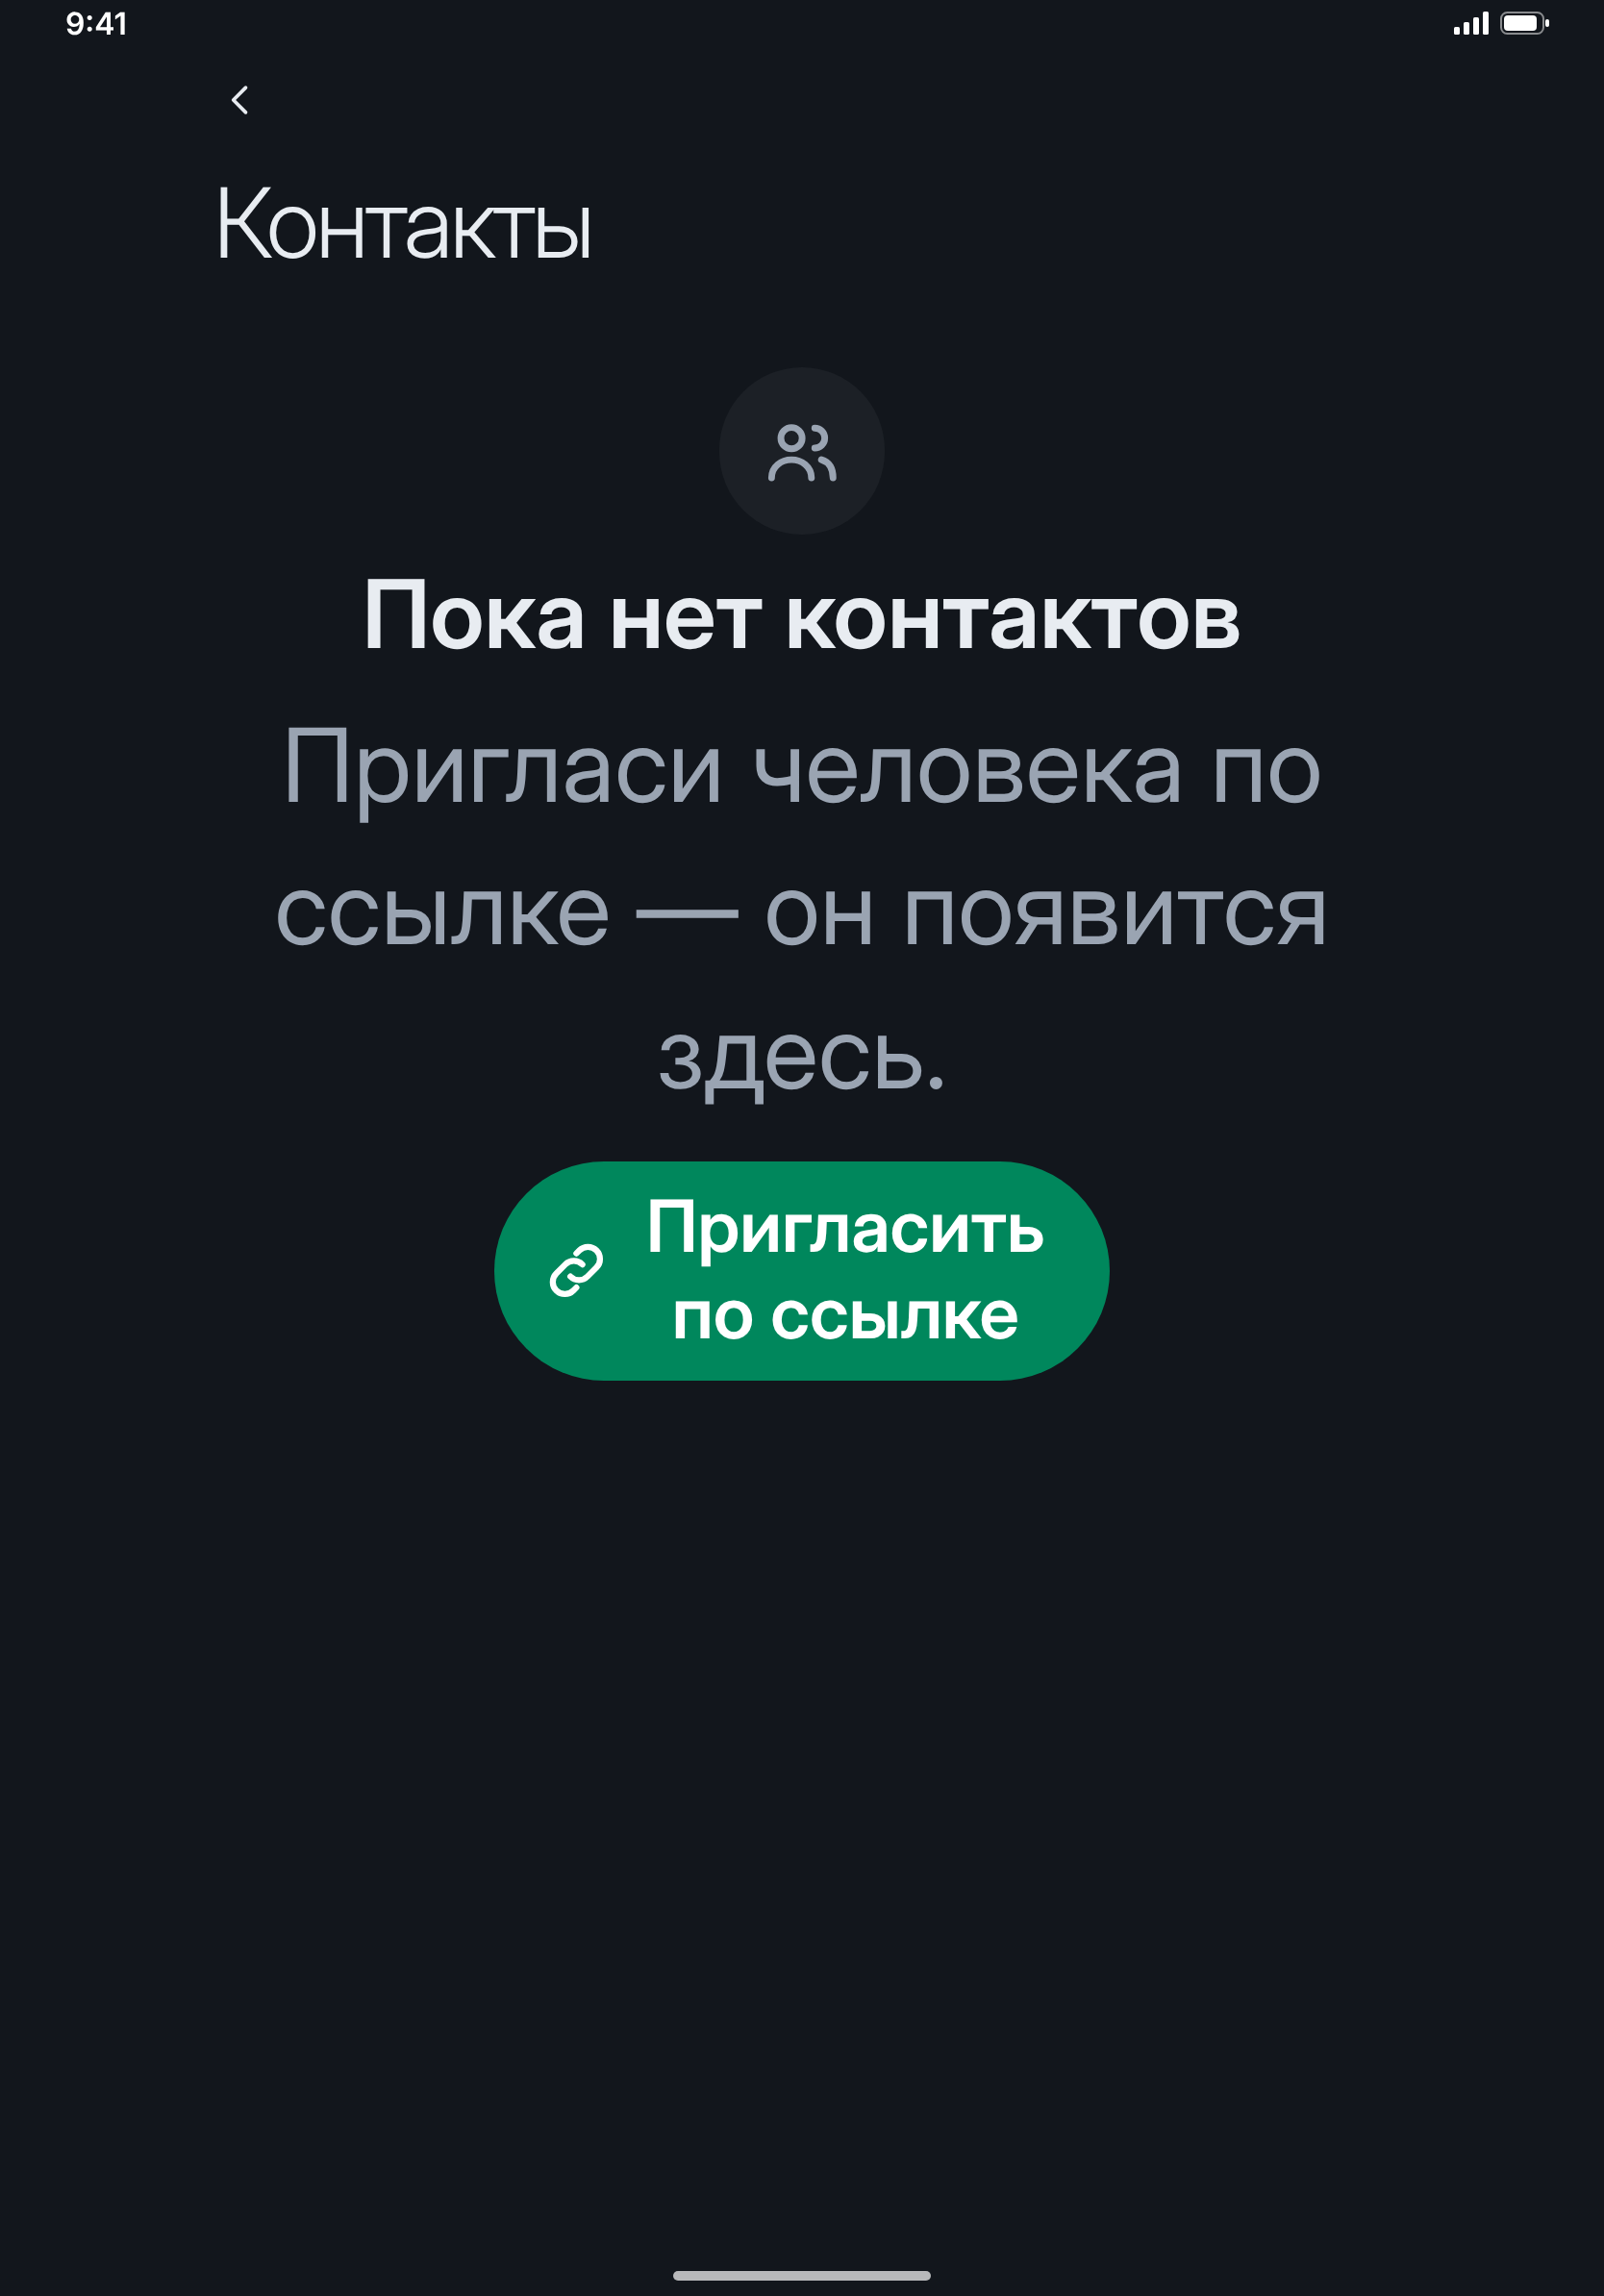 9:41
Контакты
Пока нет контактов
Пригласи человека по
ссылке — он появится
здесь.
Пригласить
по ссылке